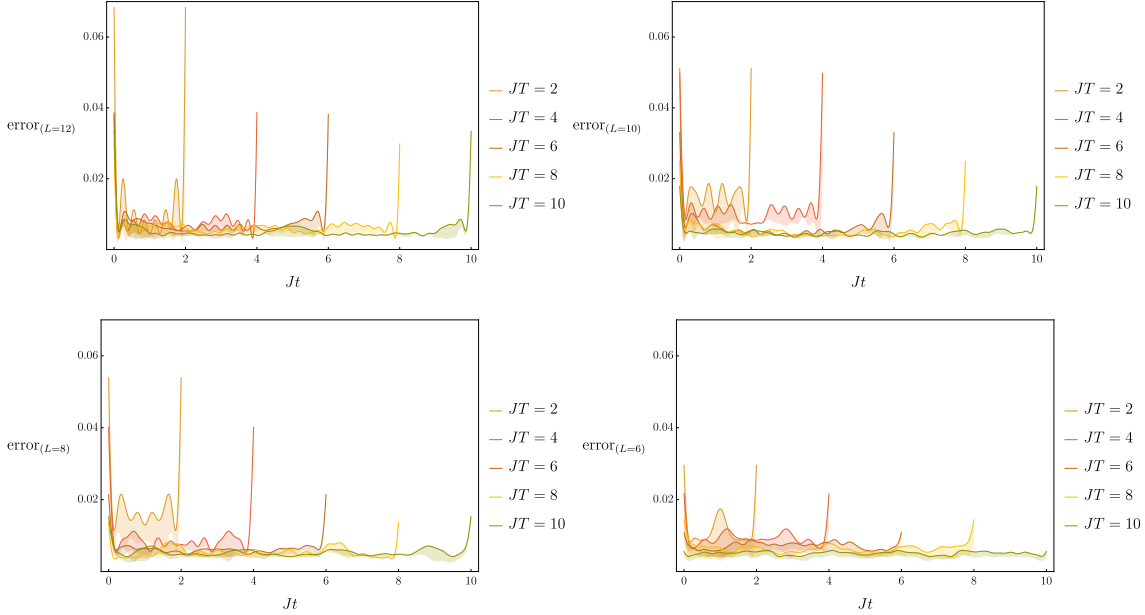 0.06
0.04
0.02
0
2
4
6
8
10
error(L=12)
Jt
JT = 2
JT = 4
JT = 6
JT = 8
JT = 10
0.06
0.04
0.02
0
2
4
6
8
10
error(L=10)
Jt
JT = 2
JT = 4
JT = 6
JT = 8
JT = 10
0.06
0.04
0.02
0
2
4
6
8
10
error(L=8)
Jt
JT = 2
JT = 4
JT = 6
JT = 8
JT = 10
0.06
0.04
0.02
0
2
4
6
8
10
error(L=6)
Jt
JT = 2
JT = 4
JT = 6
JT = 8
JT = 10